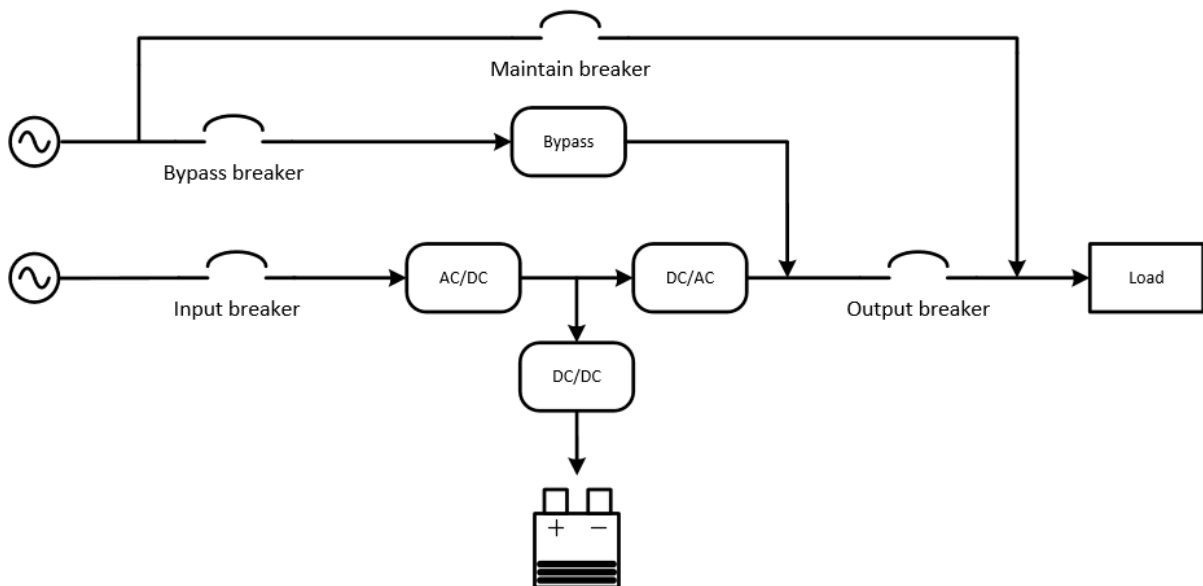 Maintain breaker
Bypass
Bypass breaker
AC/DC
DC/AC
Load
Input breaker
Output breaker
DC/DC
+ −